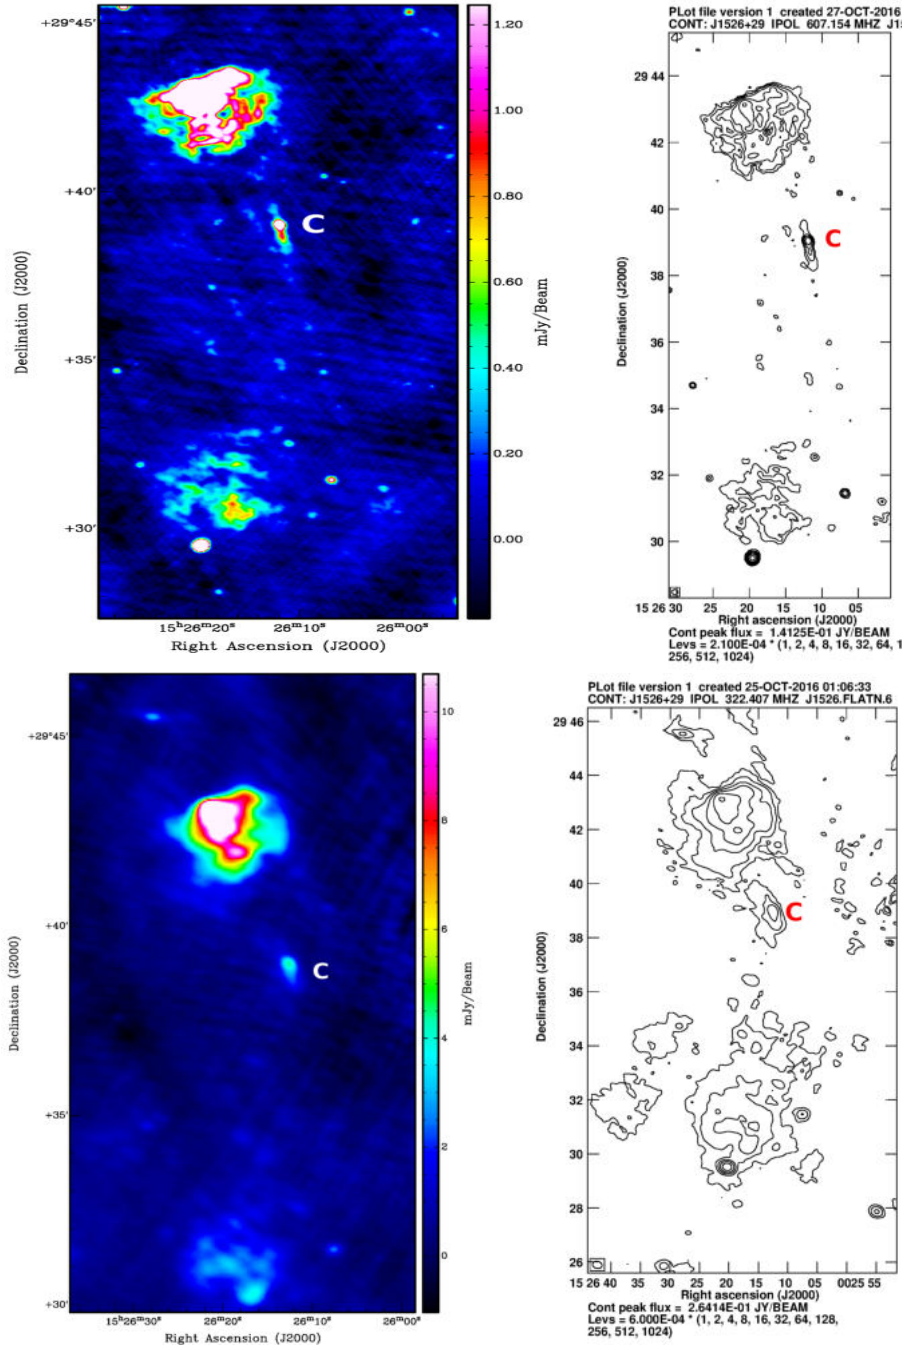 +29°45'
+40'
+35'
+30'
Declination (J2000)
C
15ʰ26ᵐ20ˢ
26ᵐ10ˢ
26ᵐ00ˢ
Right Ascension (J2000)
1.20
1.00
0.80
0.60
0.40
0.20
0.00
mJy/Beam
PLot file version 1 created 27-OCT-2016
CONT: J1526+29 IPOL 607.154 MHZ J15
29 44
42
40
38
36
34
32
30
Declination (J2000)
C
15 26 30 25 20 15 10 05
Right ascension (J2000)
Cont peak flux = 1.4125E-01 JY/BEAM
Levs = 2.100E-04 * (1, 2, 4, 8, 16, 32, 64, 1
256, 512, 1024)
+29°45'
+40'
+35'
+30'
Declination (J2000)
C
15ʰ26ᵐ30ˢ
26ᵐ20ˢ
26ᵐ10ˢ
26ᵐ00ˢ
Right Ascension (J2000)
10
8
6
4
2
0
mJy/Beam
PLot file version 1 created 25-OCT-2016 01:06:33
CONT: J1526+29 IPOL 322.407 MHZ J1526.FLATN.6
29 46
44
42
40
38
36
34
32
30
28
26
Declination (J2000)
C
15 26 40 35 30 25 20 15 10 05 0025 55
Right ascension (J2000)
Cont peak flux = 2.6414E-01 JY/BEAM
Levs = 6.000E-04 * (1, 2, 4, 8, 16, 32, 64, 128,
256, 512, 1024)